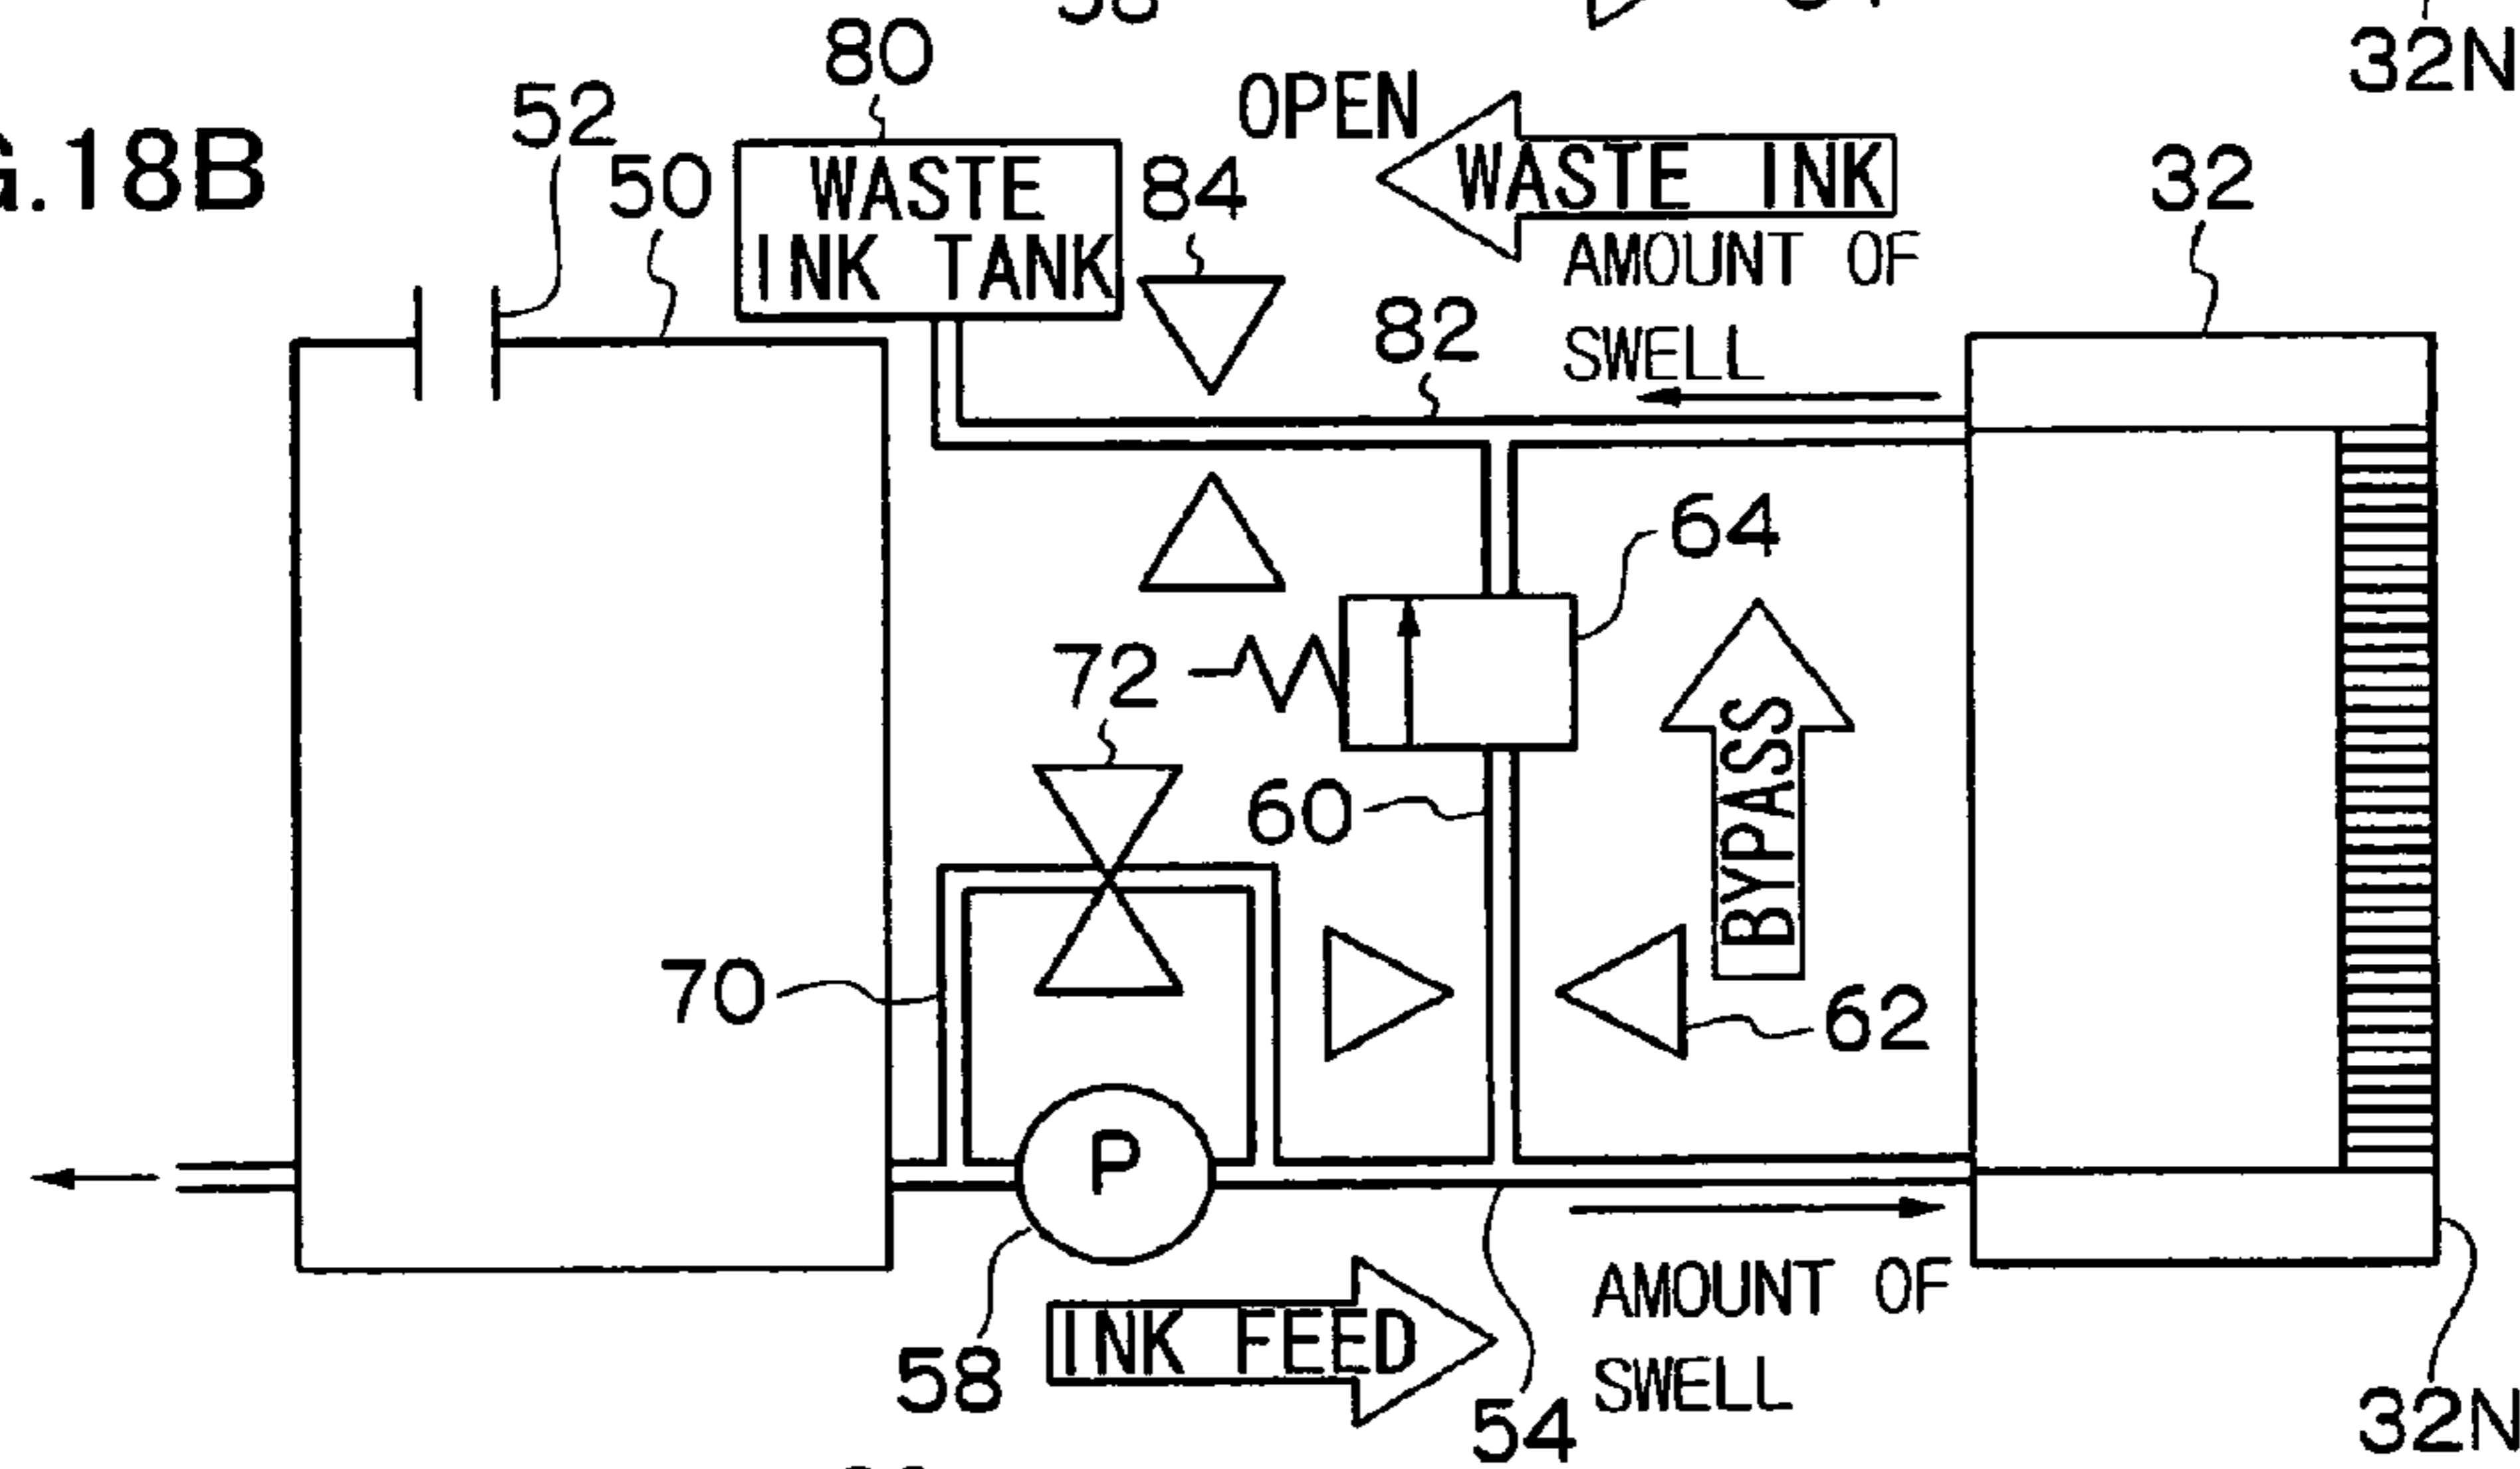 32N
80
52
OPEN
G.18B
50
WASTE
INK TANK
84
WASTE INK
32
AMOUNT OF
SWELL
82
64
72
60
BYPASS
70
62
P
58
INK FEED
AMOUNT OF
SWELL
54
32N